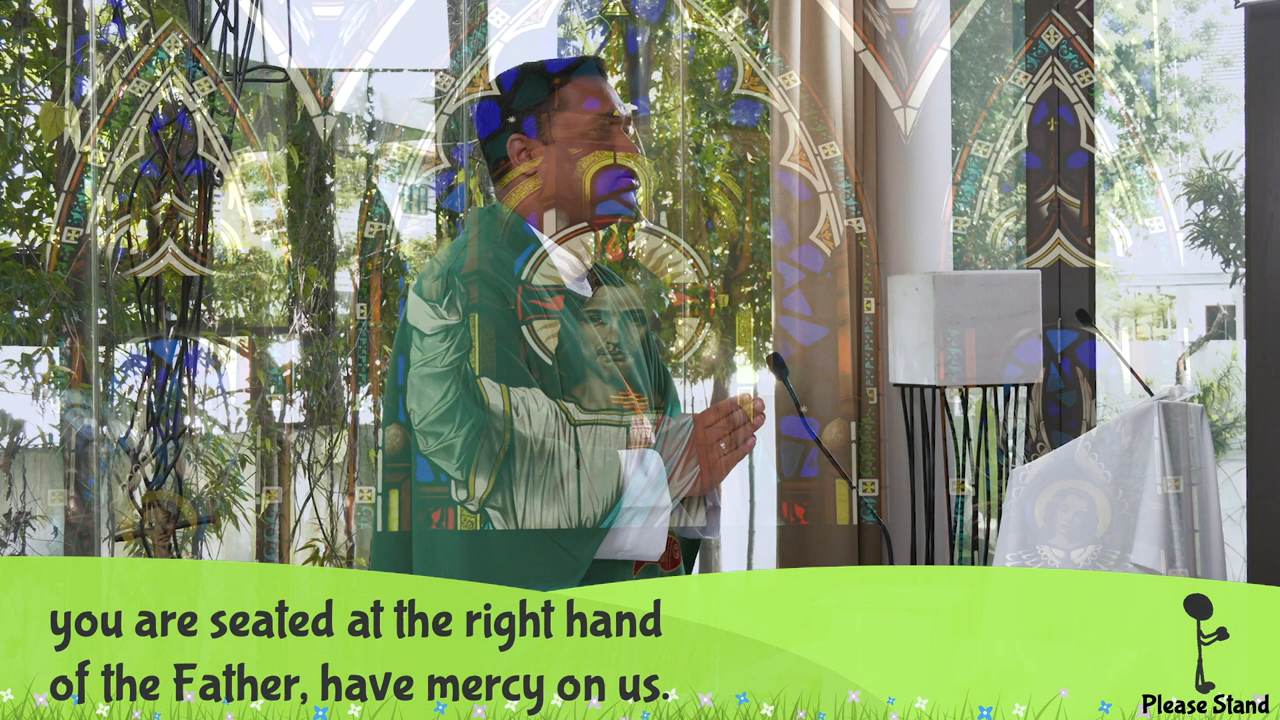 you are seated at the right hand
of the Father, have mercy on us.
Please Stand